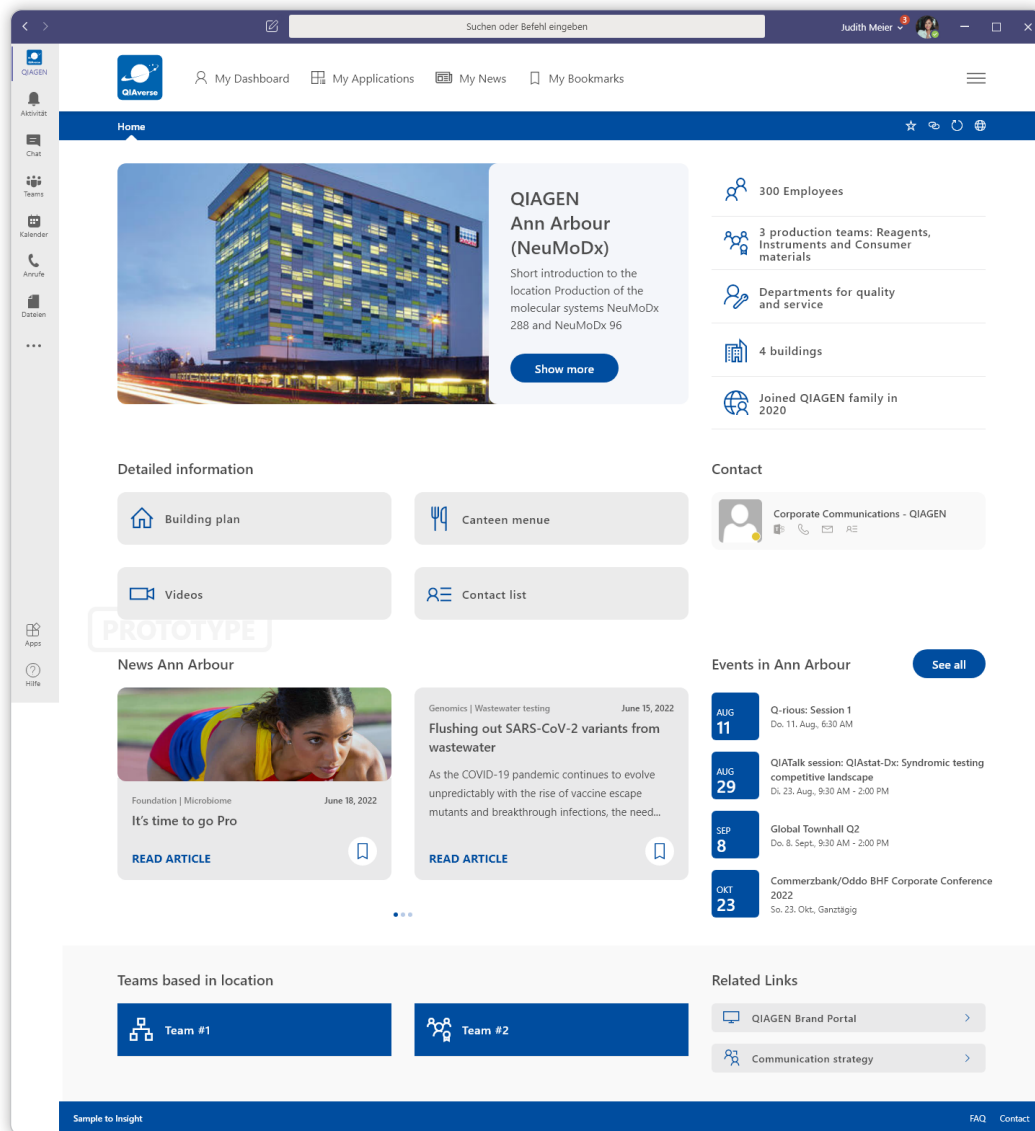 Suchen oder Befehl eingeben
Judith Meier
3
QIAGEN
Aktivität
Chat
Teams
Kalender
Anrufe
Dateien
Apps
Hilfe
QIAverse
My Dashboard
My Applications
My News
My Bookmarks
Home
QIAGEN
Ann Arbour
(NeuMoDx)
Short introduction to the
location Production of the
molecular systems NeuMoDx
288 and NeuMoDx 96
Show more
300 Employees
3 production teams: Reagents,
Instruments and Consumer
materials
Departments for quality
and service
4 buildings
Joined QIAGEN family in
2020
Detailed information
Building plan
Canteen menue
Videos
Contact list
Contact
Corporate Communications - QIAGEN
PROTOTYPE
News Ann Arbour
Foundation | Microbiome
June 18, 2022
It's time to go Pro
READ ARTICLE
Genomics | Wastewater testing
June 15, 2022
Flushing out SARS-CoV-2 variants from
wastewater
As the COVID-19 pandemic continues to evolve
unpredictably with the rise of vaccine escape
mutants and breakthrough infections, the need...
READ ARTICLE
Events in Ann Arbour
See all
AUG
11
Q-rious: Session 1
Do. 11. Aug., 6:30 AM
AUG
29
QIATalk session: QIAstat-Dx: Syndromic testing
competitive landscape
Di. 23. Aug., 9:30 AM - 2:00 PM
SEP
8
Global Townhall Q2
Do. 8. Sept., 9:30 AM - 2:00 PM
OKT
23
Commerzbank/Oddo BHF Corporate Conference
2022
So. 23. Okt., Ganztägig
Teams based in location
Team #1
Team #2
Related Links
QIAGEN Brand Portal
Communication strategy
Sample to Insight
FAQ
Contact